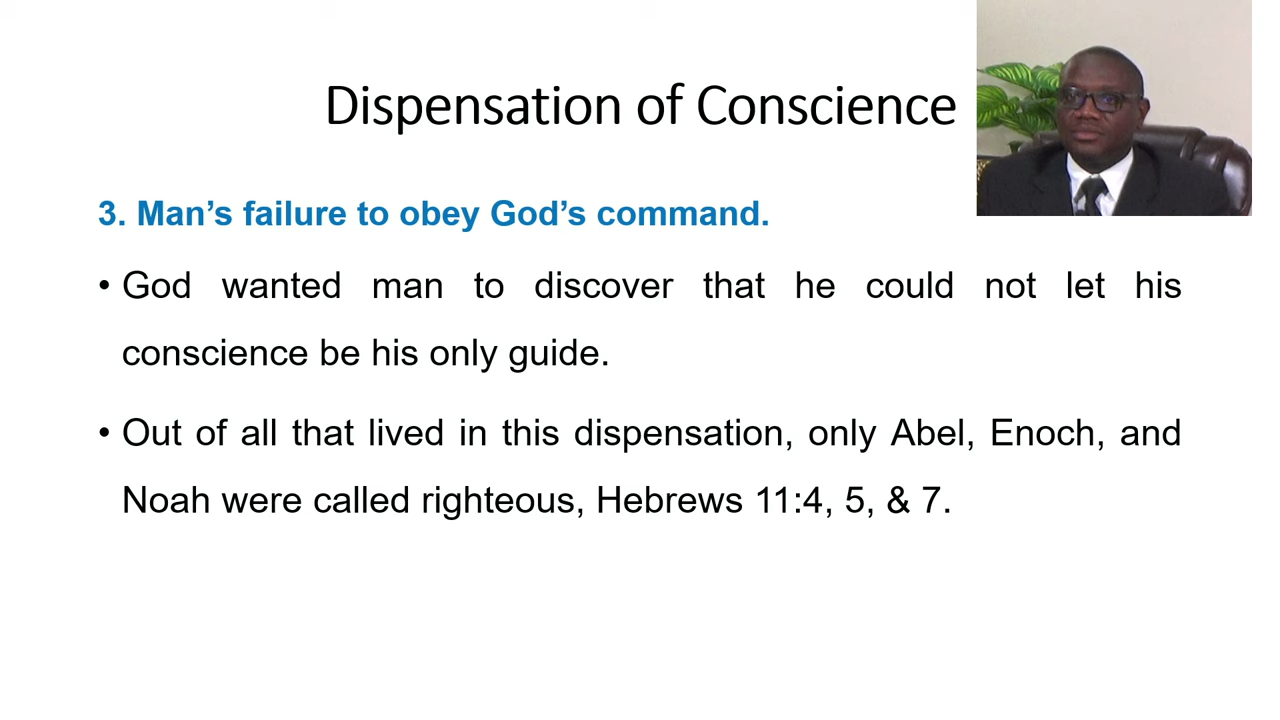 Dispensation of Conscience
3. Man’s failure to obey God’s command.
• God wanted man to discover that he could not let his
conscience be his only guide.
• Out of all that lived in this dispensation, only Abel, Enoch, and
Noah were called righteous, Hebrews 11:4, 5, & 7.